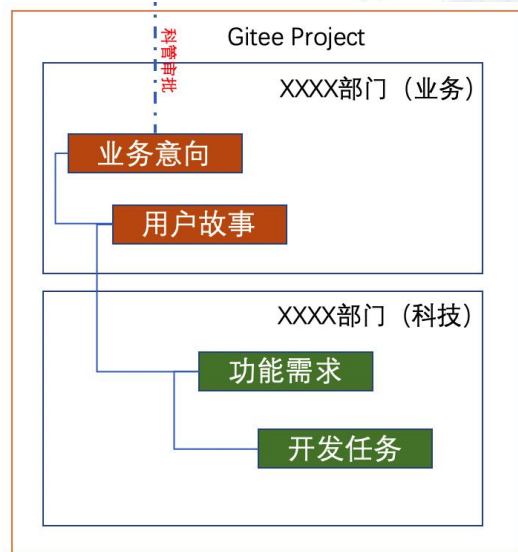 Gitee Project
科管审批
XXXX部门（业务）
业务意向
用户故事
XXXX部门（科技）
功能需求
开发任务